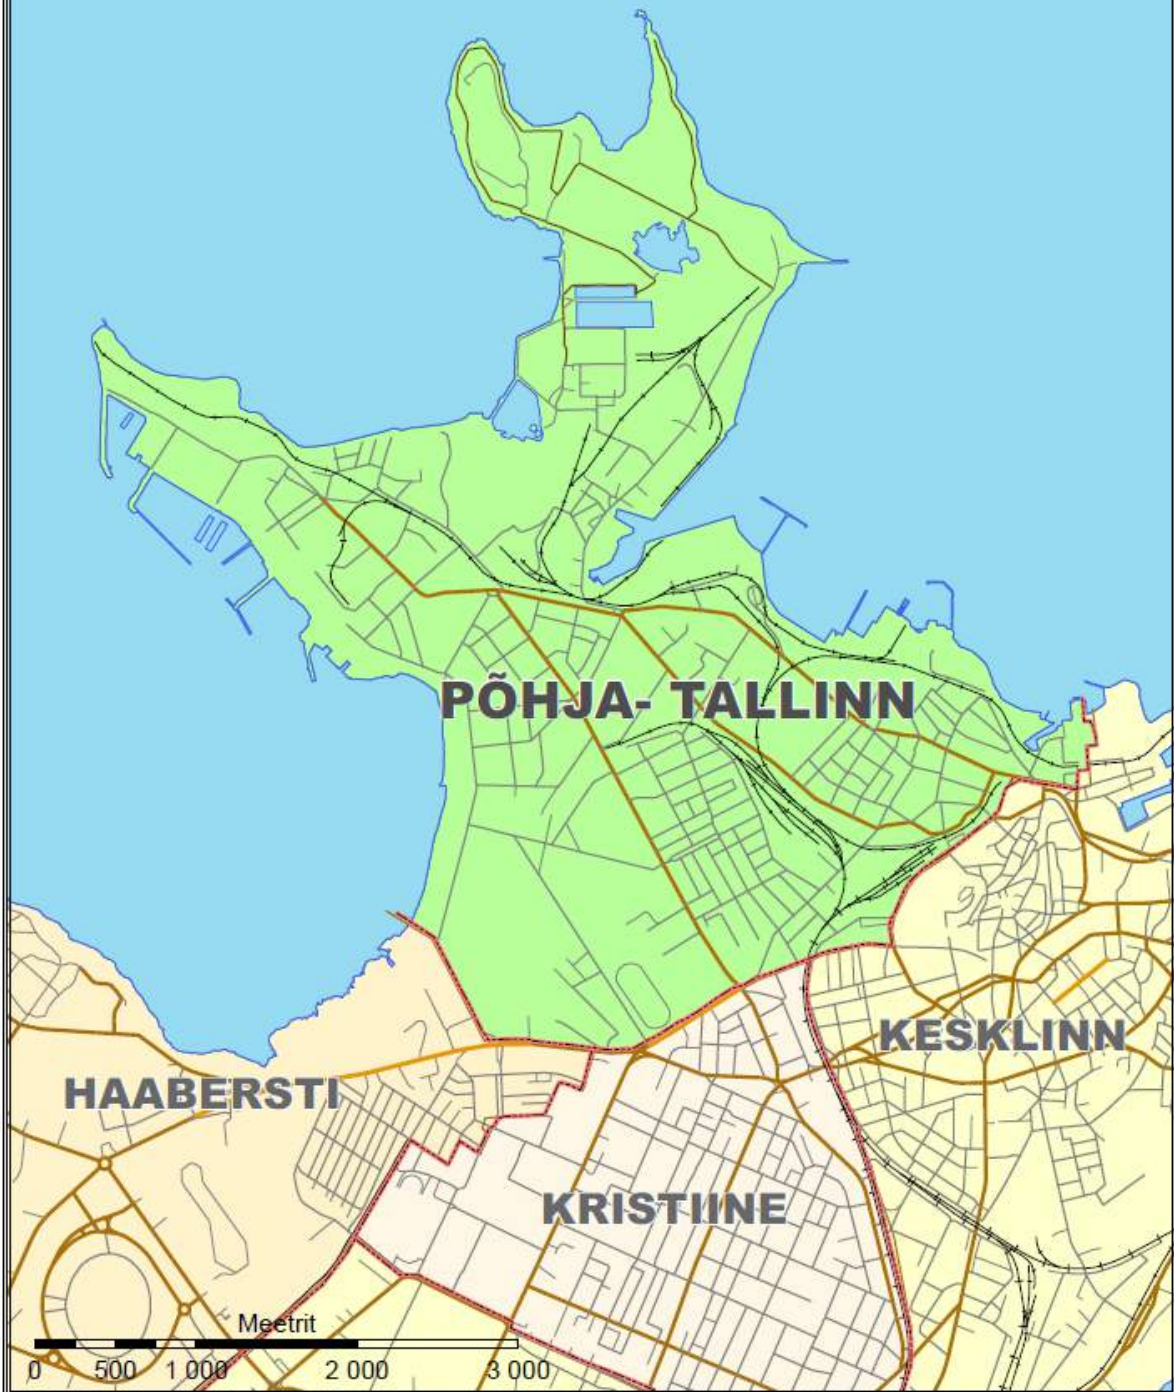 PÕHJA- TALLINN
KESKLINN
HAABERSTI
KRISTIINE
Meetrit
0 500 1 000 2 000 3 000